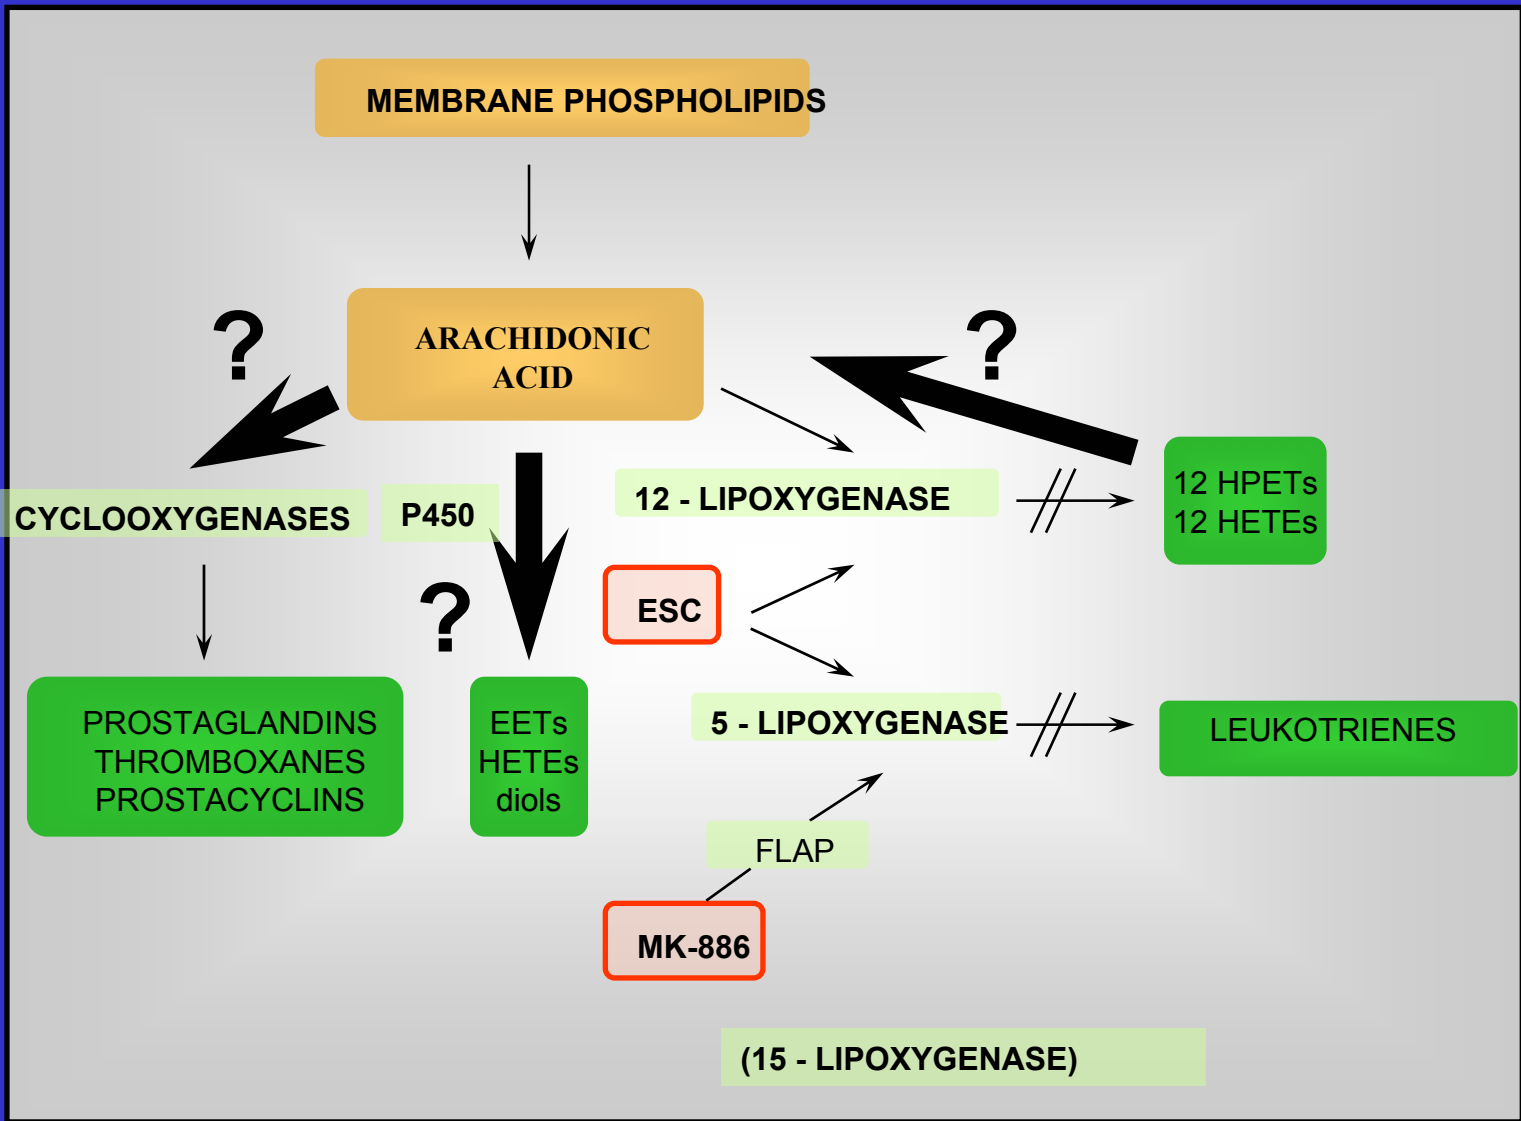 MEMBRANE PHOSPHOLIPIDS
?
ARACHIDONIC
ACID
?
CYCLOOXYGENASES
P450
12 - LIPOXYGENASE
12 HPETs
12 HETEs
?
ESC
PROSTAGLANDINS
THROMBOXANES
PROSTACYCLINS
EETs
HETEs
diols
5 - LIPOXYGENASE
LEUKOTRIENES
FLAP
MK-886
(15 - LIPOXYGENASE)